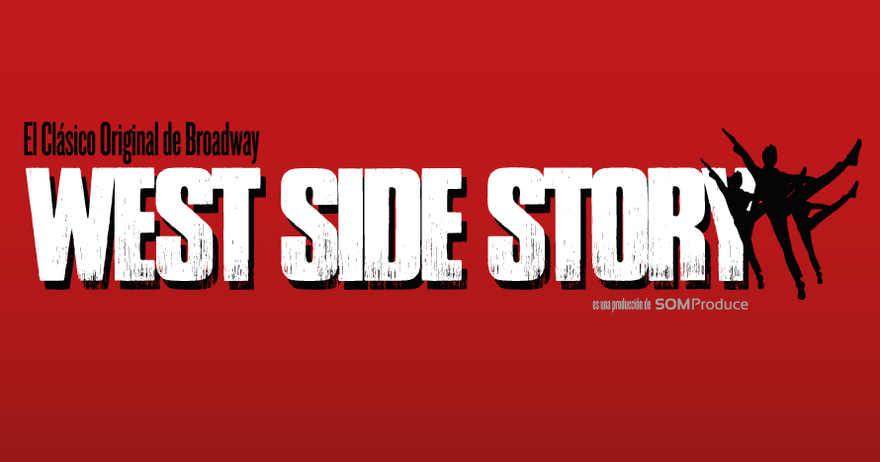 El Clásico Original de Broadway
WEST SIDE STORY
es una producción de SOMProduce